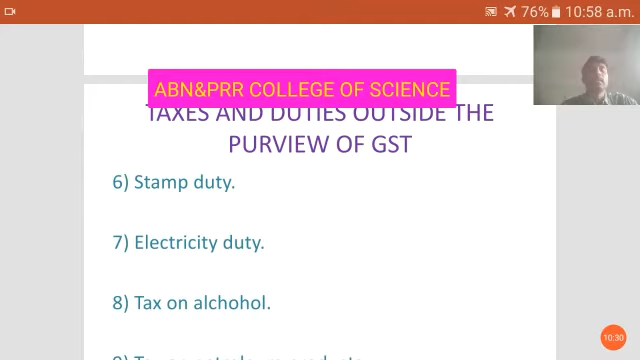 76% 10:58 a.m.
ABN&PRR COLLEGE OF SCIENCE
TAXES AND DUTIES OUTSIDE THE
PURVIEW OF GST
6) Stamp duty.
7) Electricity duty.
8) Tax on alchohol.
10:30